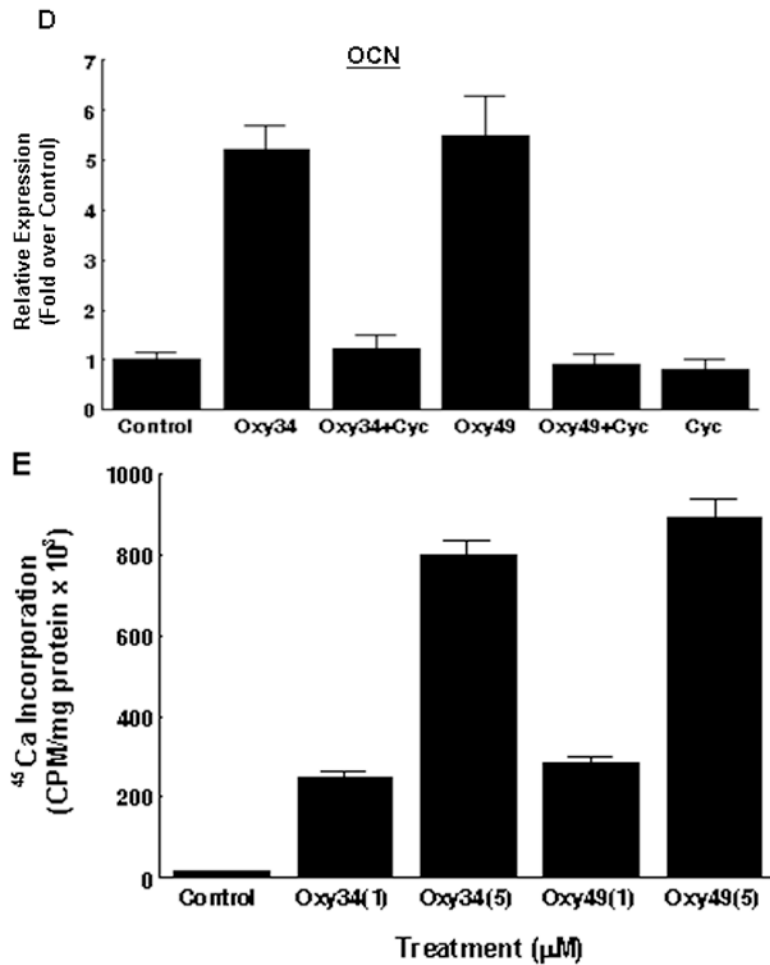 D
OCN
Relative Expression
(Fold over Control)
7
6
5
4
3
2
1
0
Control Oxy34 Oxy34+Cyc Oxy49 Oxy49+Cyc Cyc
E
⁴⁵Ca Incorporation
(CPM/mg protein x 10³)
1000
800
600
400
200
0
Control Oxy34(1) Oxy34(5) Oxy49(1) Oxy49(5)
Treatment (µM)